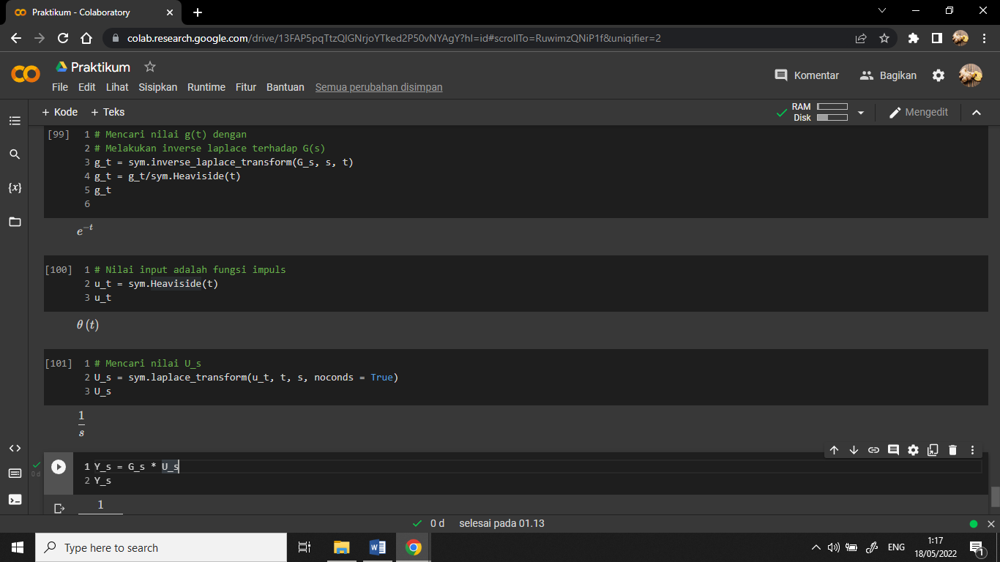 Praktikum - Colaboratory
colab.research.google.com/drive/13FAP5pqTtzQlGNrjoYTked2P50vNYAgY?hl=id#scrollTo=RuwimzQNiP1f&uniqifier=2
Praktikum
File Edit Lihat Sisipkan Runtime Fitur Bantuan Semua perubahan disimpan
Komentar Bagikan
+ Kode + Teks
RAM
Disk
Mengedit
[99] 1 # Mencari nilai g(t) dengan
2 # Melakukan inverse laplace terhadap G(s)
3 g_t = sym.inverse_laplace_transform(G_s, s, t)
4 g_t = g_t/sym.Heaviside(t)
5 g_t
6
e^{-t}
[100] 1 # Nilai input adalah fungsi impuls
2 u_t = sym.Heaviside(t)
3 u_t
θ(t)
[101] 1 # Mencari nilai U_s
2 U_s = sym.laplace_transform(u_t, t, s, noconds = True)
3 U_s
1
s
0 d
1 Y_s = G_s * U_s
2 Y_s
1
0 d selesai pada 01.13
Type here to search
ENG
1:17
18/05/2022
1